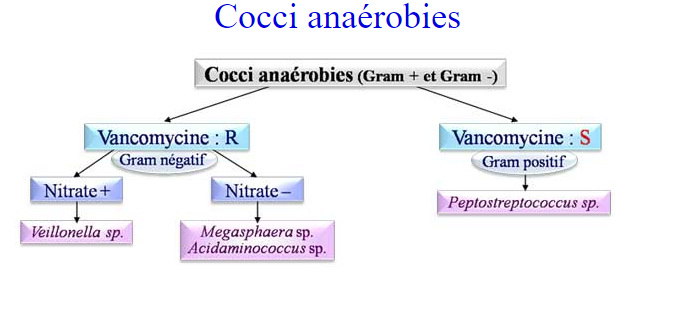 Cocci anaérobies
Cocci anaérobies (Gram + et Gram -)
Vancomycine : R
Gram négatif
Vancomycine : S
Gram positif
Nitrate +
Nitrate –
Veillonella sp.
Megasphaera sp.
Acidaminococcus sp.
Peptostreptococcus sp.